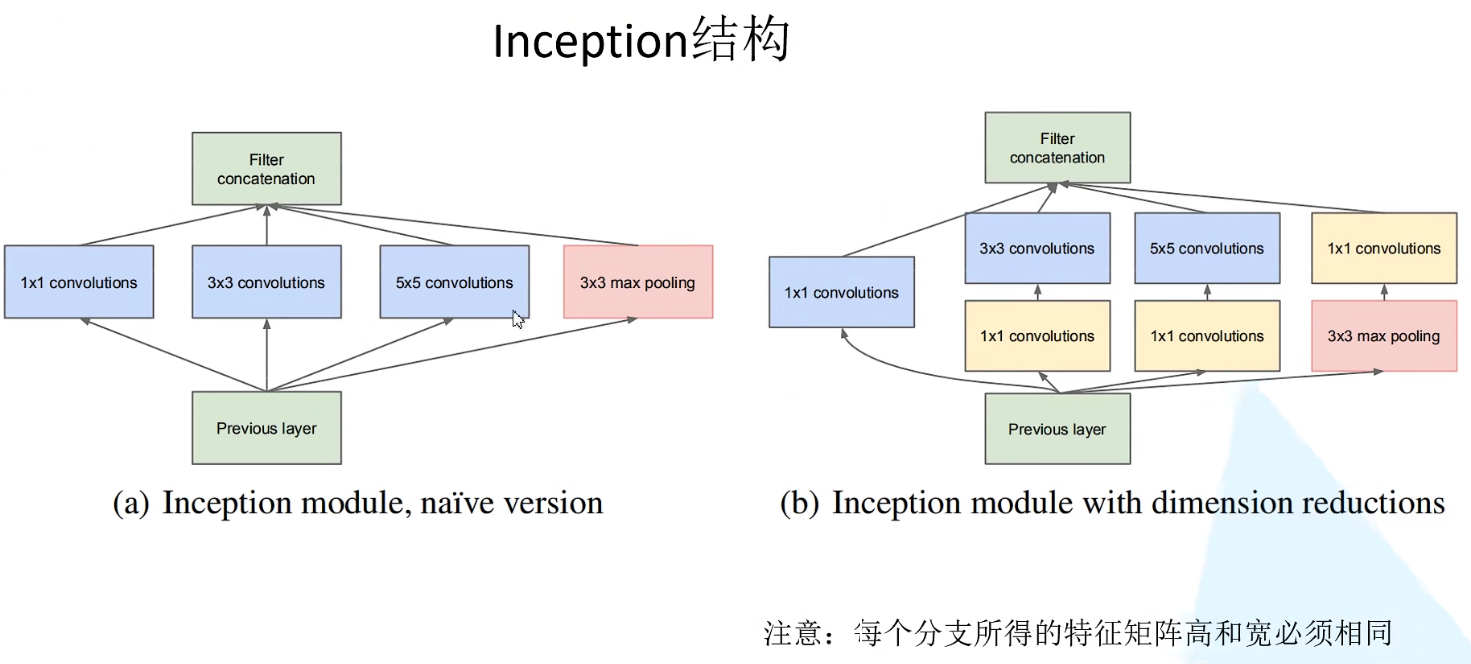 Inception结构
Filter
concatenation
1x1 convolutions
3x3 convolutions
5x5 convolutions
3x3 max pooling
Previous layer
(a) Inception module, naïve version
Filter
concatenation
3x3 convolutions
5x5 convolutions
1x1 convolutions
1x1 convolutions
1x1 convolutions
1x1 convolutions
3x3 max pooling
Previous layer
(b) Inception module with dimension reductions
注意：每个分支所得的特征矩阵高和宽必须相同